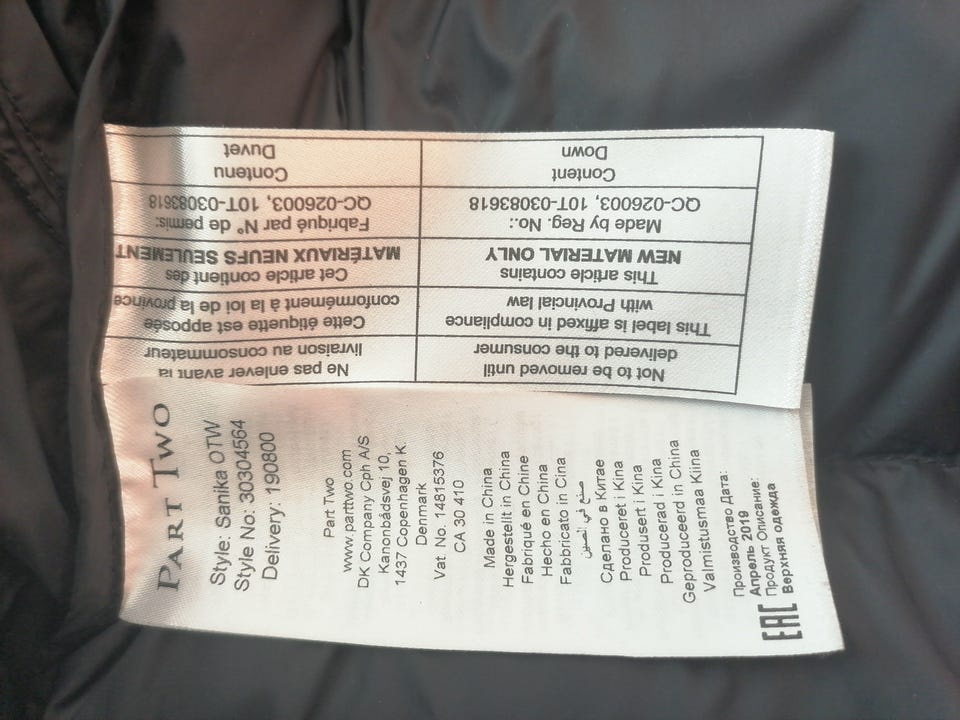 PART TWO
Style: Sanika OTW
Style No: 30304564
Delivery: 190800
Part Two
www.parttwo.com
DK Company Cph A/S
Kanonbådsvej 10,
1437 Copenhagen K
Denmark
Vat. No. 14815376
CA 30 410
Made in China
Hergestellt in China
Fabriqué en Chine
Hecho en China
Fabbricato in Cina
صنع في الصين
Сделано в Китае
Produceret i Kina
Produsert i Kina
Producerad i Kina
Geproduceerd in China
Valmistusmaa Kiina
Производство Дата:
Апрель 2019
Продукт Описание:
Верхняя одежда
EAC
Not to be removed until
delivered to the consumer
Ne pas enlever avant la
livraison au consommateur
This label is affixed in compliance
with Provincial law
Cette étiquette est apposée
conformément à la loi de la province
This article contains
NEW MATERIAL ONLY
Cet article contient des
MATÉRIAUX NEUFS SEULEMENT
Made by Reg. No.:
QC-026003, 10T-03083618
Fabriqué par N° de permis:
QC-026003, 10T-03083618
Content
Down
Contenu
Duvet